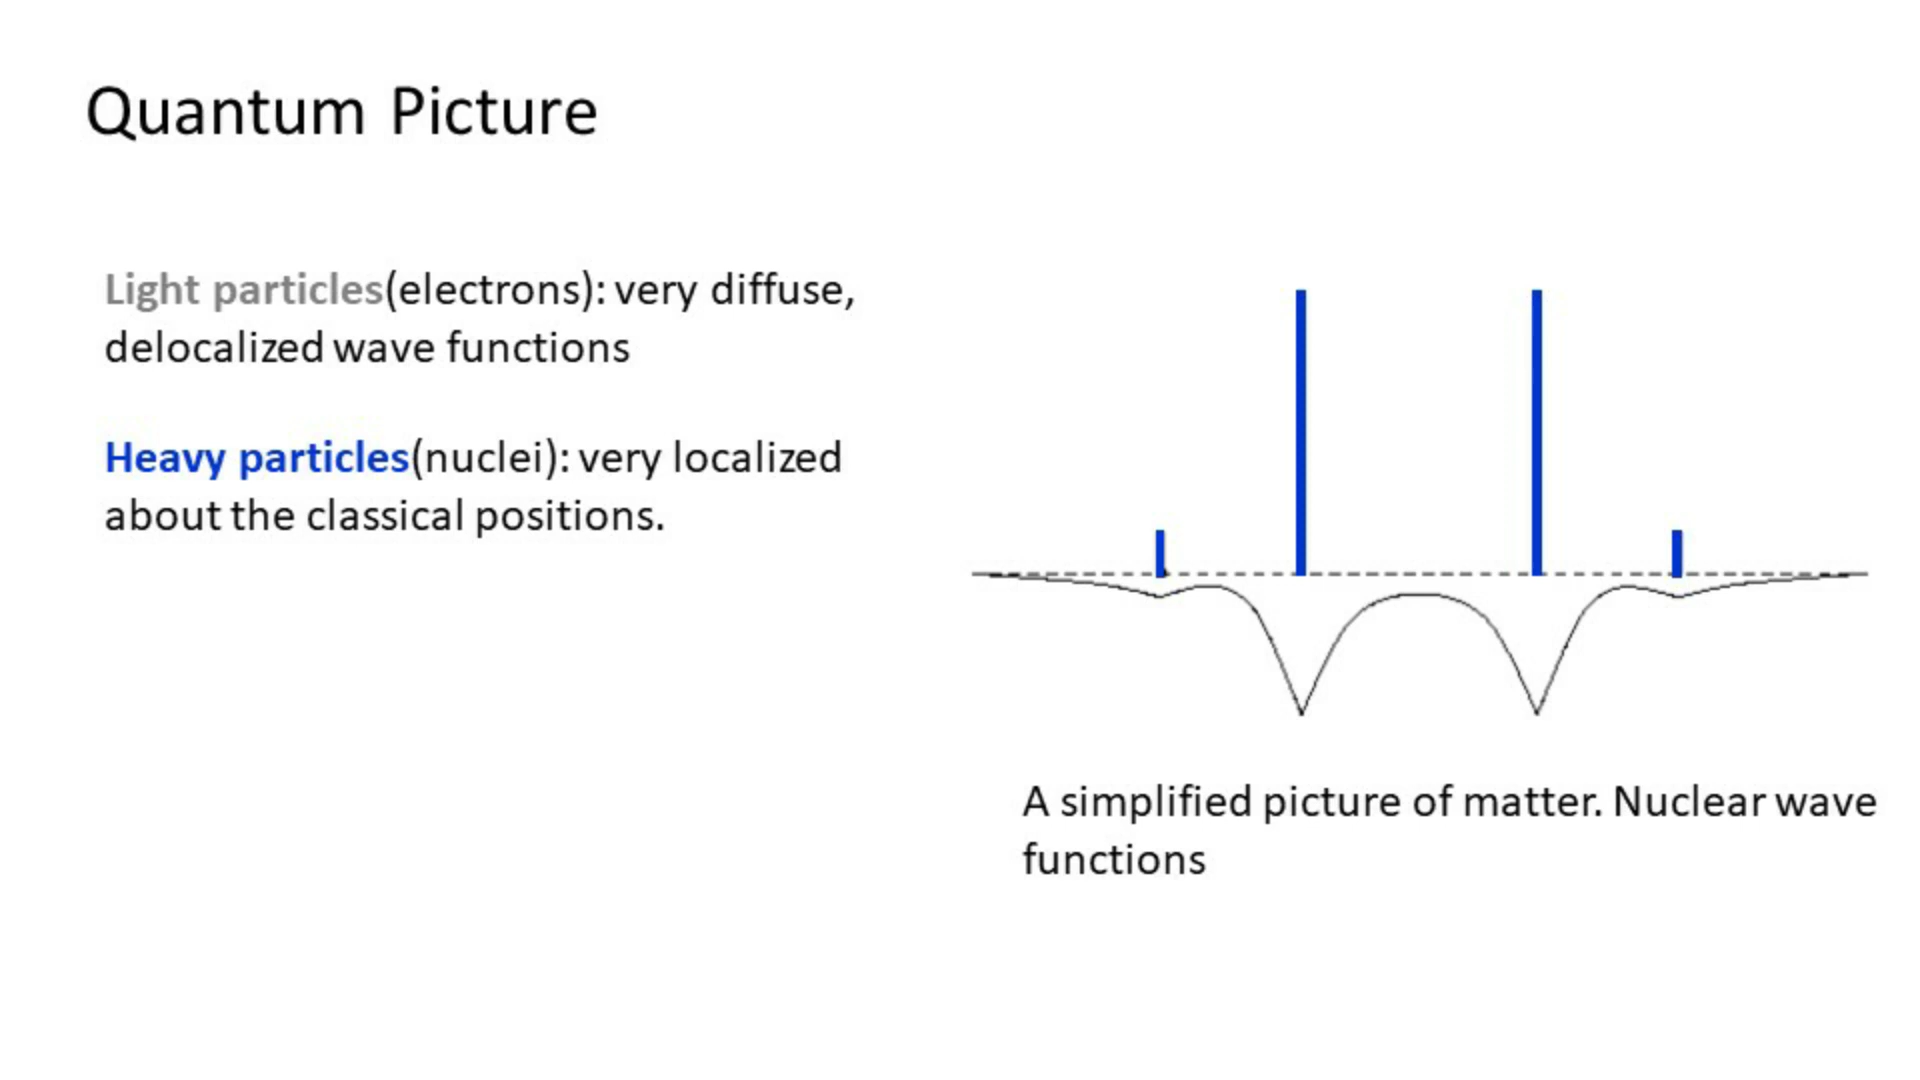 Quantum Picture
Light particles(electrons): very diffuse,
delocalized wave functions
Heavy particles(nuclei): very localized
about the classical positions.
A simplified picture of matter. Nuclear wave
functions